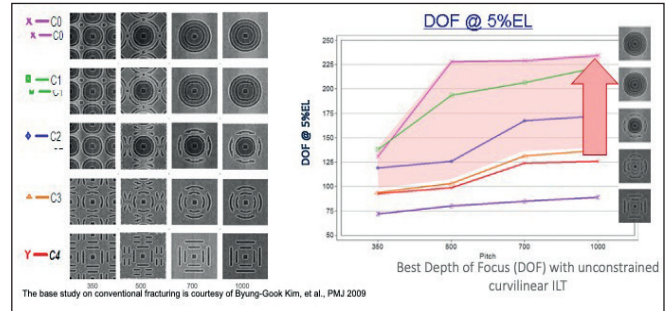 C0
C0
C1
C1
C2
C3
C4
350 500 700 1000
The base study on conventional fracturing is courtesy of Byung-Gook Kim, et al., PMJ 2009
DOF @ 5%EL
DOF @ 5%EL
250
225
200
175
150
125
100
75
50
350 500 700 1000
Pitch
Best Depth of Focus (DOF) with unconstrained
curvilinear ILT